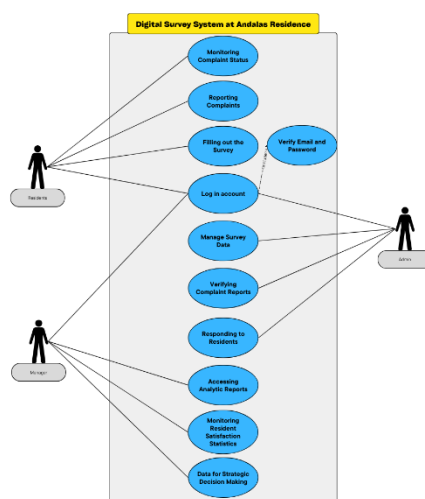 Digital Survey System at Andalas Residence
Monitoring
Complaint Status
Reporting
Complaints
Filling out the
Survey
Verify Email and
Password
Residents
Log in account
Manage Survey
Data
Admin
Verifying
Complaint Reports
Responding to
Residents
Manager
Accessing
Analytic Reports
Monitoring
Resident
Satisfaction
Statistics
Data for Strategic
Decision Making